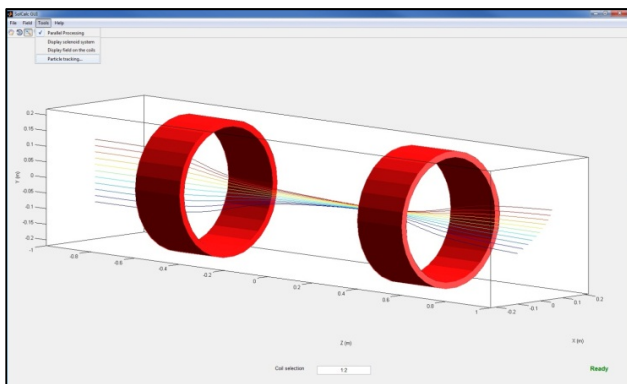 SolCalc GUI
File Field Tools Help
Parallel Processing
Display solenoid system
Display field on the coils
Particle tracking...
0.2
0.15
0.1
0.05
0
-0.05
-0.1
-0.15
-0.2
Y (m)
-1 -0.8 -0.6 -0.4 -0.2 0 0.2 0.4 0.6 0.8 1
Z (m)
-0.2 -0.1 0 0.1 0.2
X (m)
Coil selection 1:2 Ready